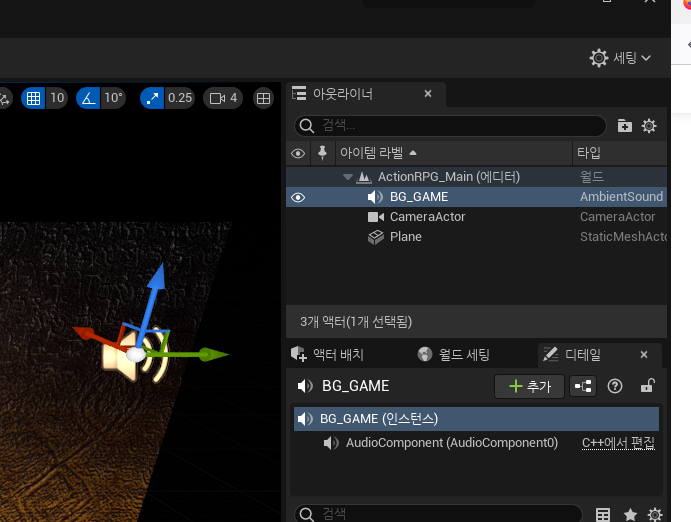 세팅
10 10° 0.25 4
아웃라이너
검색...
아이템 라벨 타입
ActionRPG_Main (에디터) 월드
BG_GAME AmbientSound
CameraActor CameraActor
Plane StaticMeshActo
3개 액터(1개 선택됨)
액터 배치 월드 세팅 디테일
BG_GAME 추가
BG_GAME (인스턴스)
AudioComponent (AudioComponent0) C++에서 편집
검색